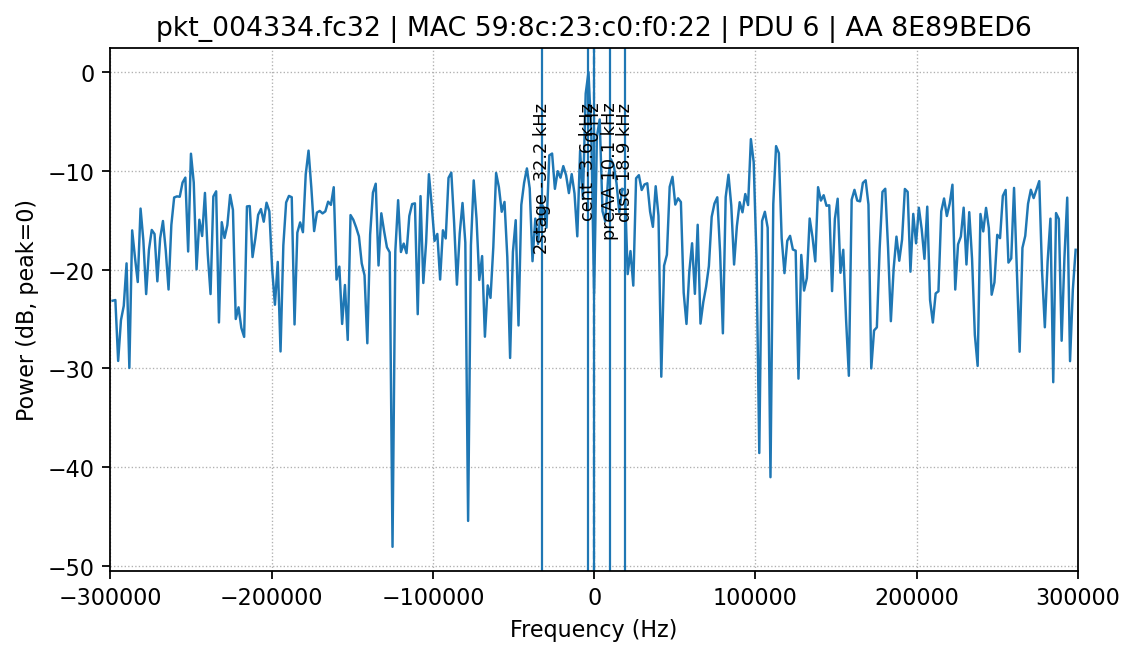 pkt_004334.fc32 | MAC 59:8c:23:c0:f0:22 | PDU 6 | AA 8E89BED6
Power (dB, peak=0)
0
−10
−20
−30
−40
−50
2stage -32.2 kHz
cent -3.6 kHz
0 kHz
preAA 10.1 kHz
disc 18.9 kHz
−300000
−200000
−100000
0
100000
200000
300000
Frequency (Hz)